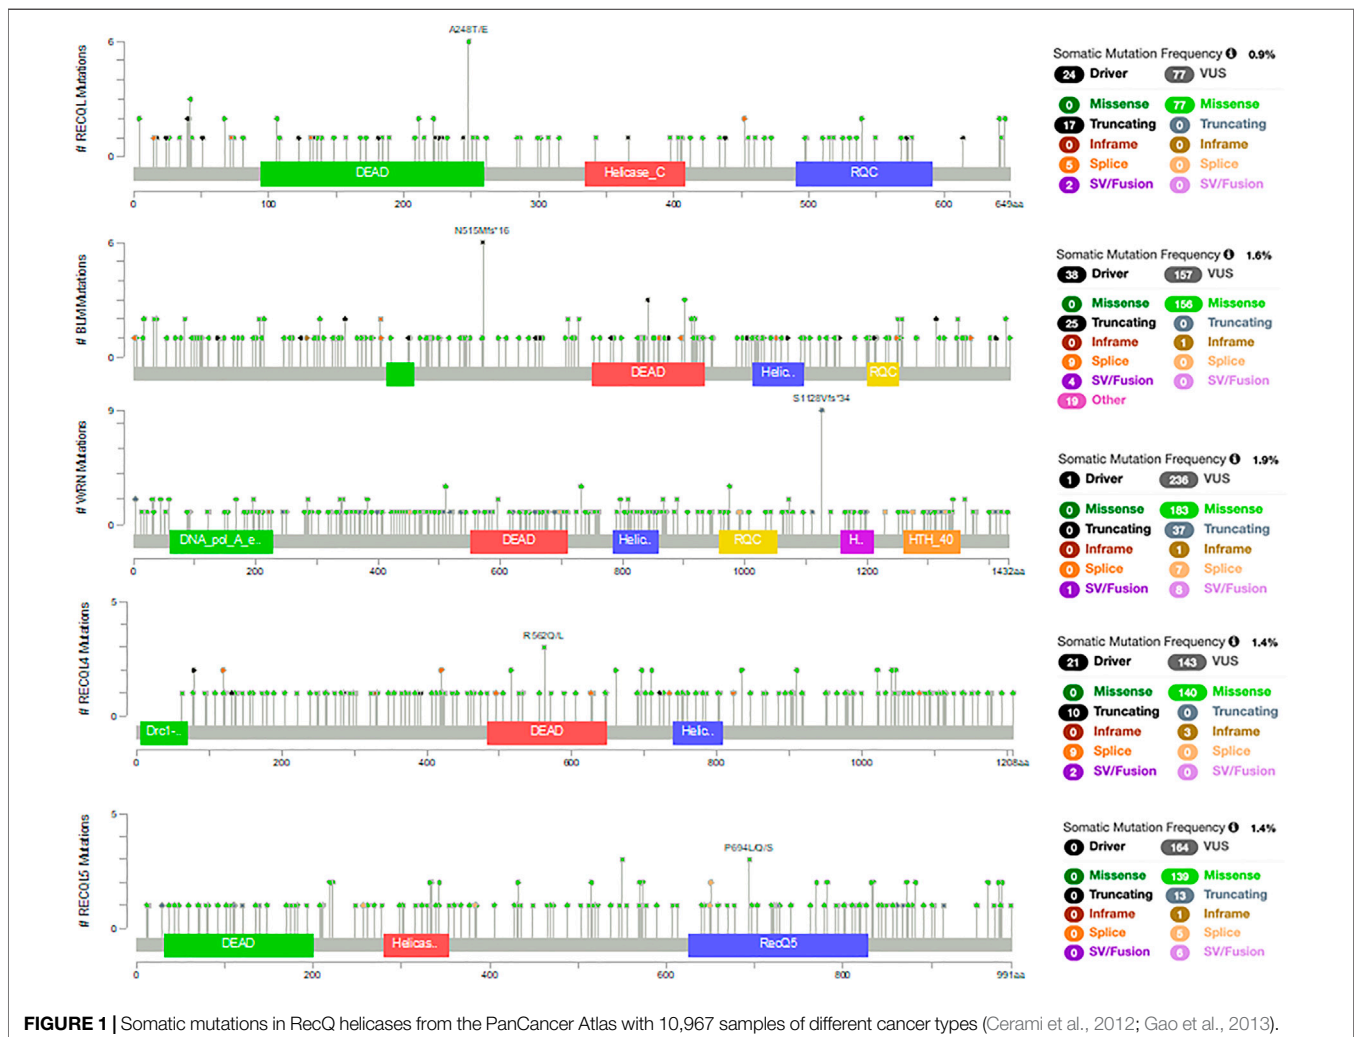 A248T/E
# RECQL Mutations
6
0
DEAD
Helicase_C
RQC
0 100 200 300 400 500 600 649aa
Somatic Mutation Frequency 0.9%
24 Driver 77 VUS
0 Missense 77 Missense
17 Truncating 0 Truncating
0 Inframe 0 Inframe
5 Splice 0 Splice
2 SV/Fusion 0 SV/Fusion
N515Mfs*16
# BLM Mutations
6
0
DEAD
Helic..
RQC
Somatic Mutation Frequency 1.6%
38 Driver 157 VUS
0 Missense 156 Missense
25 Truncating 0 Truncating
0 Inframe 1 Inframe
9 Splice 0 Splice
4 SV/Fusion 0 SV/Fusion
19 Other
S1128Vfs*34
# WRN Mutations
9
0
DNA_pol_A_e..
DEAD
Helic..
RQC
H..
HTH_40
0 200 400 600 800 1000 1200 1432aa
Somatic Mutation Frequency 1.9%
1 Driver 236 VUS
0 Missense 183 Missense
0 Truncating 37 Truncating
0 Inframe 1 Inframe
0 Splice 7 Splice
1 SV/Fusion 8 SV/Fusion
R562Q/L
# RECQL4 Mutations
5
0
Drc1-..
DEAD
Helic..
0 200 400 600 800 1000 1208aa
Somatic Mutation Frequency 1.4%
21 Driver 143 VUS
0 Missense 140 Missense
10 Truncating 0 Truncating
0 Inframe 3 Inframe
9 Splice 0 Splice
2 SV/Fusion 0 SV/Fusion
P694L/Q/S
# RECQL5 Mutations
5
0
DEAD
Helicas..
RecQ5
0 200 400 600 800 991aa
Somatic Mutation Frequency 1.4%
0 Driver 164 VUS
0 Missense 139 Missense
0 Truncating 13 Truncating
0 Inframe 1 Inframe
0 Splice 5 Splice
0 SV/Fusion 6 SV/Fusion
FIGURE 1 | Somatic mutations in RecQ helicases from the PanCancer Atlas with 10,967 samples of different cancer types (Cerami et al., 2012; Gao et al., 2013).